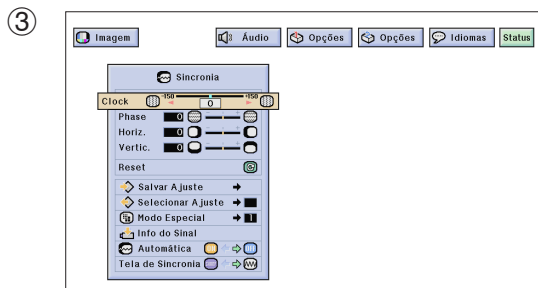 3
Imagem Áudio Opções Opções Idiomas Status
Sincronia
-150 +150
Clock 0
Phase 0
Horiz. 0
Vertic. 0
Reset
Salvar Ajuste
Selecionar Ajuste
Modo Especial 1
Info do Sinal
Automática
Tela de Sincronia